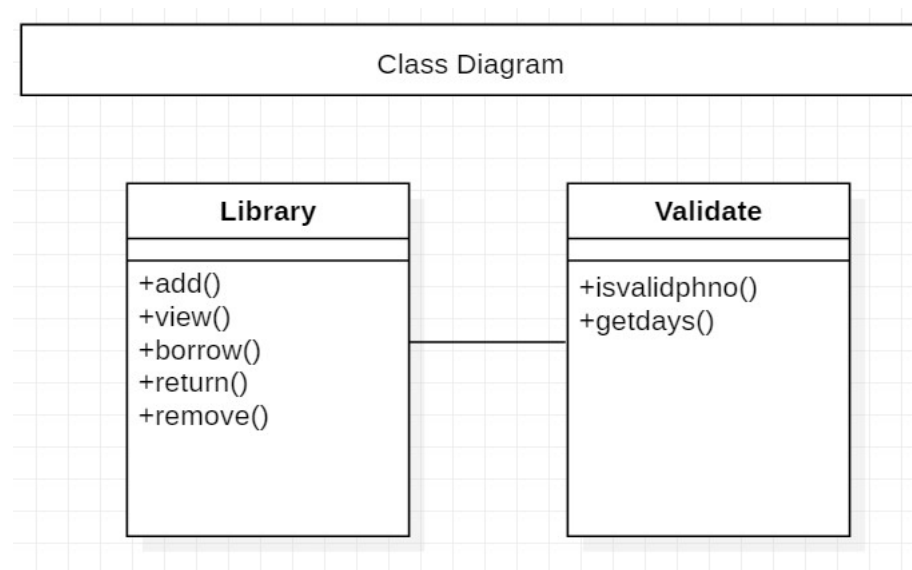 Class Diagram
Library
+add()
+view()
+borrow()
+return()
+remove()
Validate
+isvalidphno()
+getdays()